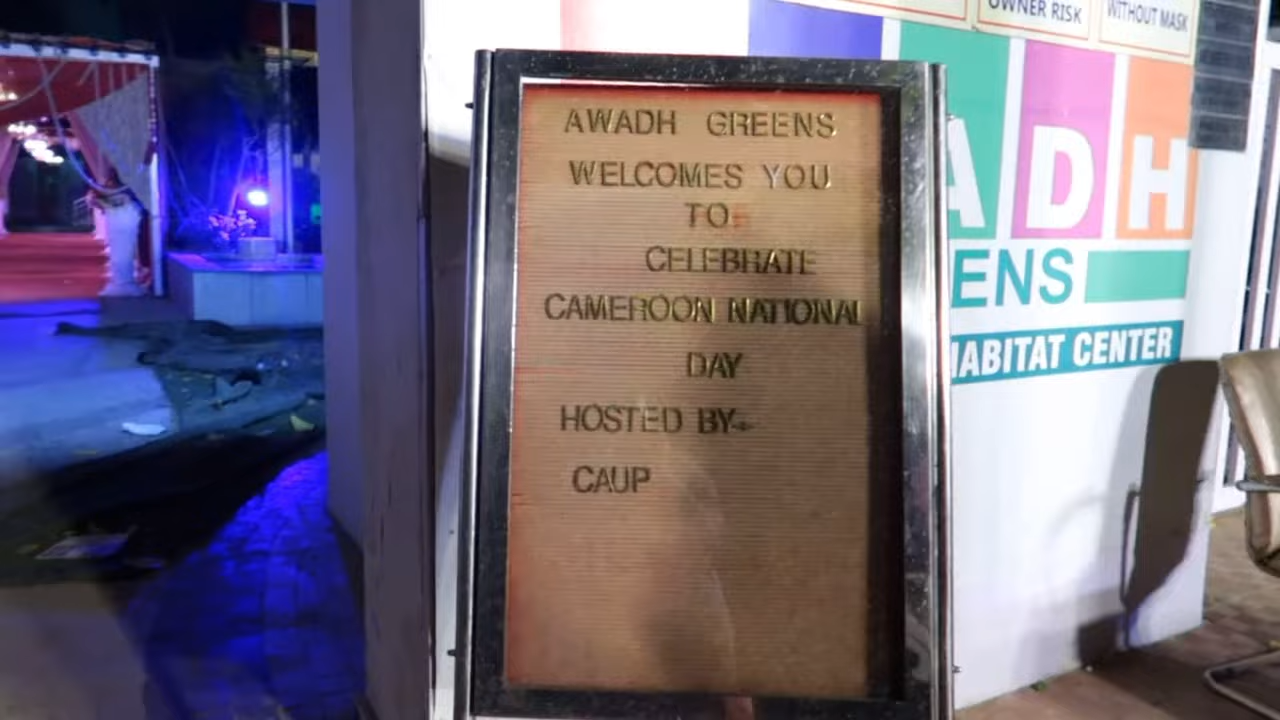 OWNER RISK
WITHOUT MASK
AWADH GREENS
WELCOMES YOU
TO
CELEBRATE
CAMEROON NATIONAL
DAY
HOSTED BY-
CAUP
ADH
ENS
HABITAT CENTER